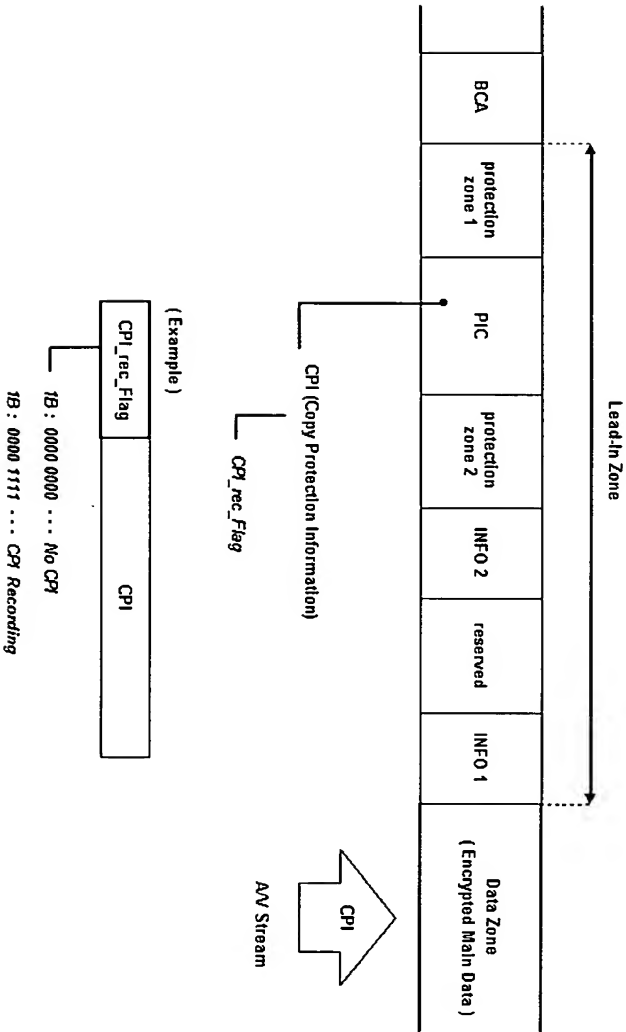 Lead-In Zone
BCA
protection
zone 1
PIC
protection
zone 2
INFO 2
reserved
INFO 1
Data Zone
( Encrypted Main Data )
CPI (Copy Protection Information)
CPI_rec_Flag
CPI
A/V Stream
( Example )
CPI_rec_Flag
CPI
1B : 0000 0000 ··· No CPI
1B : 0000 1111 ··· CPI Recording